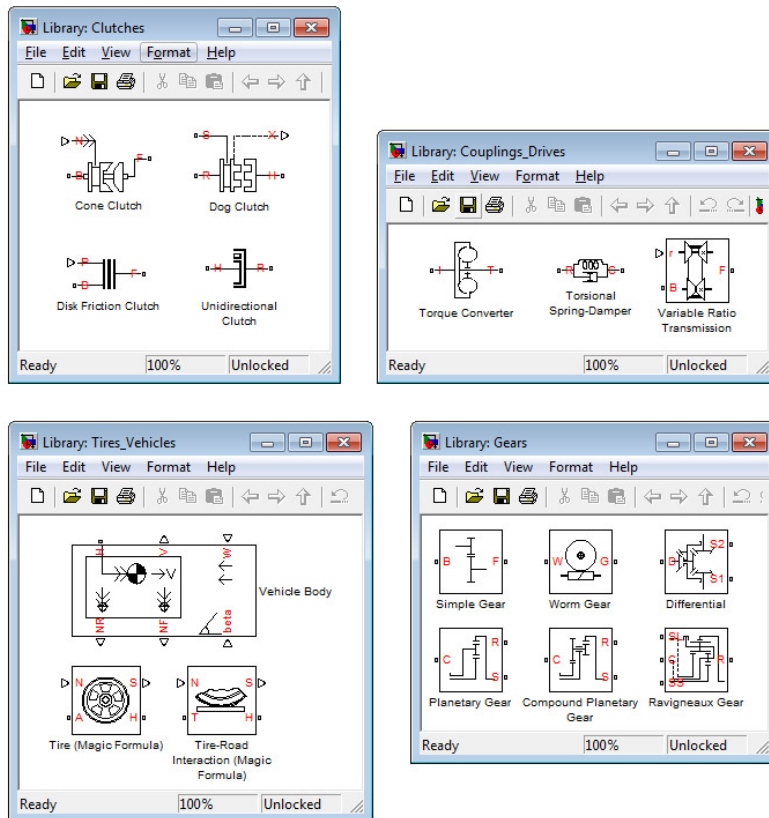 Library: Clutches
File Edit View Format Help
N
B
F
Cone Clutch
S
X
R
H
Dog Clutch
P
B
F
Disk Friction Clutch
H
R
Unidirectional
Clutch
Ready 100% Unlocked
Library: Couplings_Drives
File Edit View Format Help
I
T
Torque Converter
R
C
Torsional
Spring-Damper
r
B
F
Variable Ratio
Transmission
Ready 100% Unlocked
Library: Tires_Vehicles
File Edit View Format Help
H
V
W
V
NR
NF
beta
Vehicle Body
N
S
A
H
Tire (Magic Formula)
N
S
T
H
Tire-Road
Interaction (Magic
Formula)
Ready 100% Unlocked
Library: Gears
File Edit View Format Help
B
F
Simple Gear
W
G
Worm Gear
D
S2
S1
Differential
C
R
S
Planetary Gear
C
R
S
Compound Planetary
Gear
SL
C
SS
R
Ravigneaux Gear
Ready 100% Unlocked